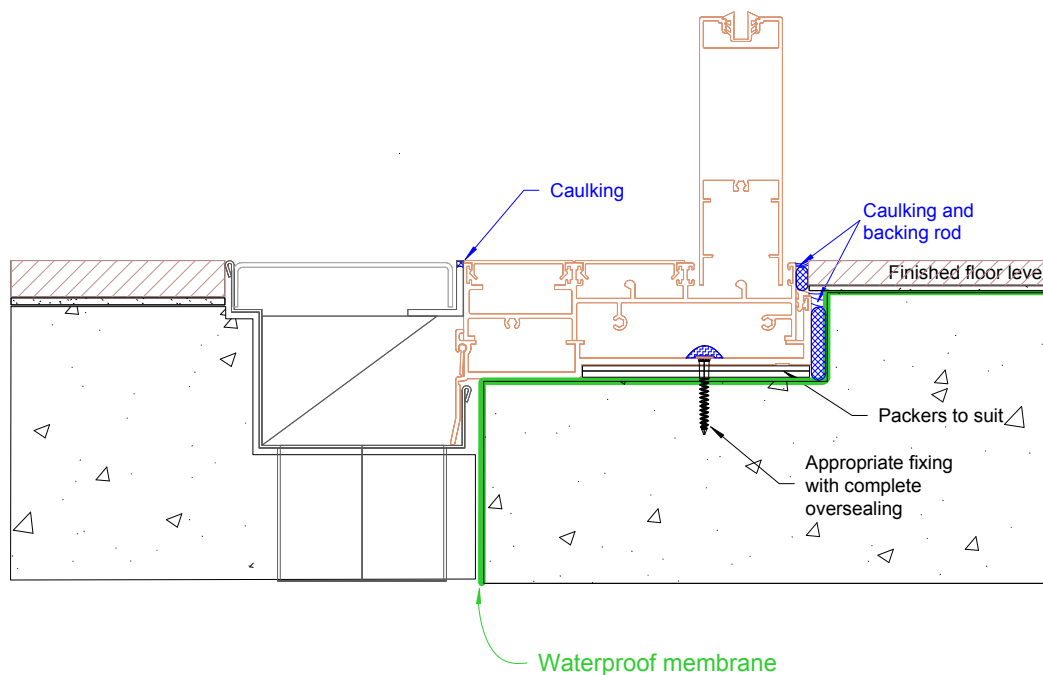 Caulking
Caulking and
backing rod
Finished floor leve
Packers to suit
Appropriate fixing
with complete
oversealing
Waterproof membrane